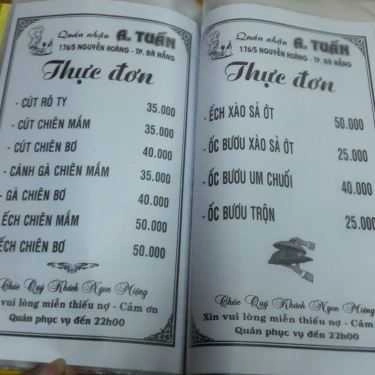 Quán nhậu A. TUẤN
176/5 NGUYỄN HOÀNG - TP. ĐÀ NẴNG
Thực đơn
- CÚT RÔ TY 35.000
- CÚT CHIÊN MẮM 35.000
- CÚT CHIÊN BƠ 40.000
- CÁNH GÀ CHIÊN MẮM 35.000
- GÀ CHIÊN BƠ 40.000
ẾCH CHIÊN MẮM 50.000
ẾCH CHIÊN BƠ 50.000
Chúc Quý Khách Ngon Miệng
vui lòng miễn thiếu nợ - Cảm ơn
Quán phục vụ đến 22h00
Quán nhậu A. TUẤN
176/5 NGUYỄN HOÀNG - TP. ĐÀ NẴNG
Thực đơn
- ẾCH XÀO SẢ ỚT 50.000
- ỐC BƯƠU XÀO SẢ ỚT 25.000
- ỐC BƯƠU UM CHUỐI 40.000
- ỐC BƯƠU TRỘN 25.000
Chúc Quý Khách Ngon Miệng
Xin vui lòng miễn thiếu nợ - Cảm
Quán phục vụ đến 22h00